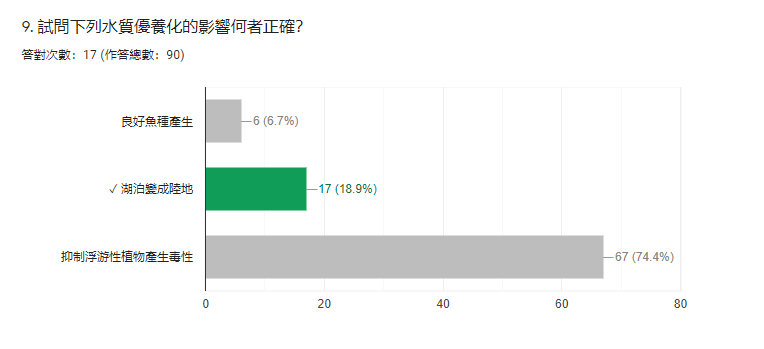 9. 試問下列水質優養化的影響何者正確?
答對次數：17 (作答總數：90)
良好魚種產生
6 (6.7%)
✓ 湖泊變成陸地
17 (18.9%)
抑制浮游性植物產生毒性
67 (74.4%)
0 20 40 60 80